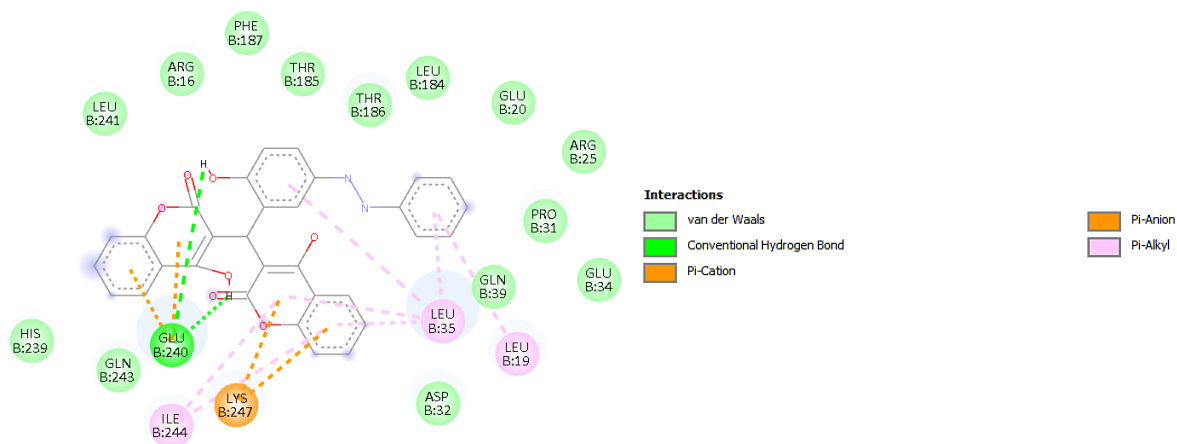 PHE
B:187
ARG
B:16
THR
B:185
LEU
B:184
THR
B:186
GLU
B:20
LEU
B:241
ARG
B:25
H
O
O
N
N
O
O
PRO
B:31
O
O
H
O
O
GLN
B:39
GLU
B:34
LEU
B:35
HIS
B:239
GLU
B:240
LEU
B:19
GLN
B:243
LYS
B:247
ASP
B:32
ILE
B:244
Interactions
van der Waals
Conventional Hydrogen Bond
Pi-Cation
Pi-Anion
Pi-Alkyl